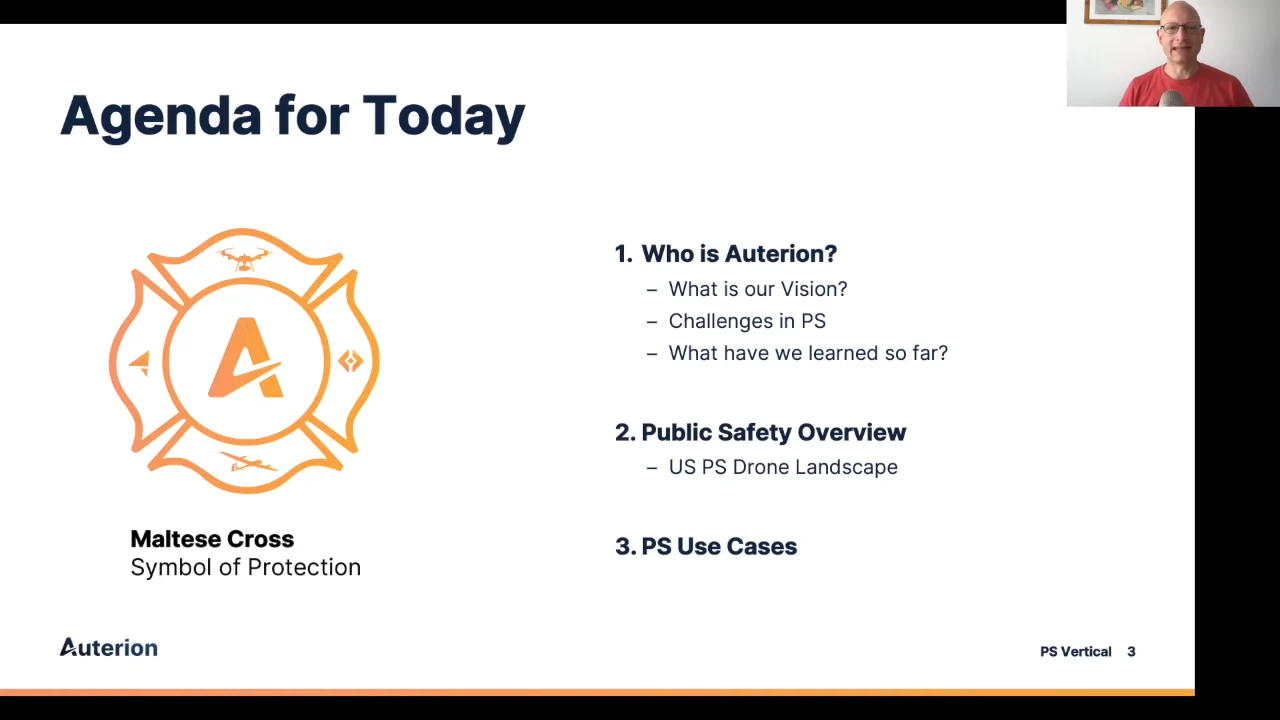 Agenda for Today
Maltese Cross
Symbol of Protection
1. Who is Auterion?
– What is our Vision?
– Challenges in PS
– What have we learned so far?
2. Public Safety Overview
– US PS Drone Landscape
3. PS Use Cases
Auterion
PS Vertical 3